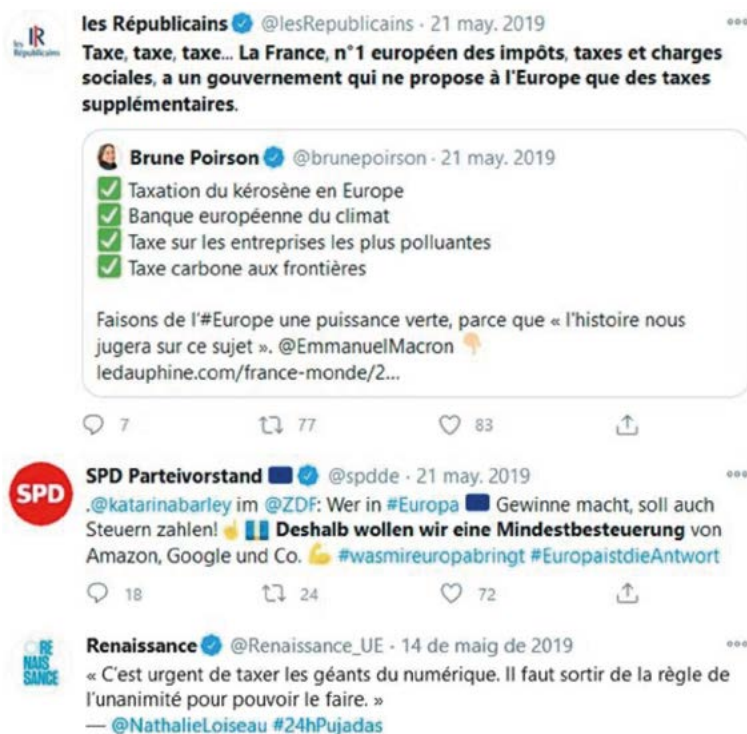 les Républicains @lesRepublicains · 21 may. 2019
les
R
Républicains
Taxe, taxe, taxe... La France, n°1 européen des impôts, taxes et charges
sociales, a un gouvernement qui ne propose à l'Europe que des taxes
supplémentaires.
Brune Poirson @brunepoirson · 21 may. 2019
Taxation du kérosène en Europe
Banque européenne du climat
Taxe sur les entreprises les plus polluantes
Taxe carbone aux frontières
Faisons de l'#Europe une puissance verte, parce que « l'histoire nous
jugera sur ce sujet ». @EmmanuelMacron
ledauphine.com/france-monde/2...
7 77 83
SPD
SPD Parteivorstand @spdde · 21 may. 2019
.@katarinabarley im @ZDF: Wer in #Europa Gewinne macht, soll auch
Steuern zahlen! Deshalb wollen wir eine Mindestbesteuerung von
Amazon, Google und Co. #wasmireuropabringt #EuropaistdieAntwort
18 24 72
RE
NAIS
SANCE
Renaissance @Renaissance_UE · 14 de maig de 2019
« C'est urgent de taxer les géants du numérique. Il faut sortir de la règle de
l'unanimité pour pouvoir le faire. »
— @NathalieLoiseau #24hPujadas